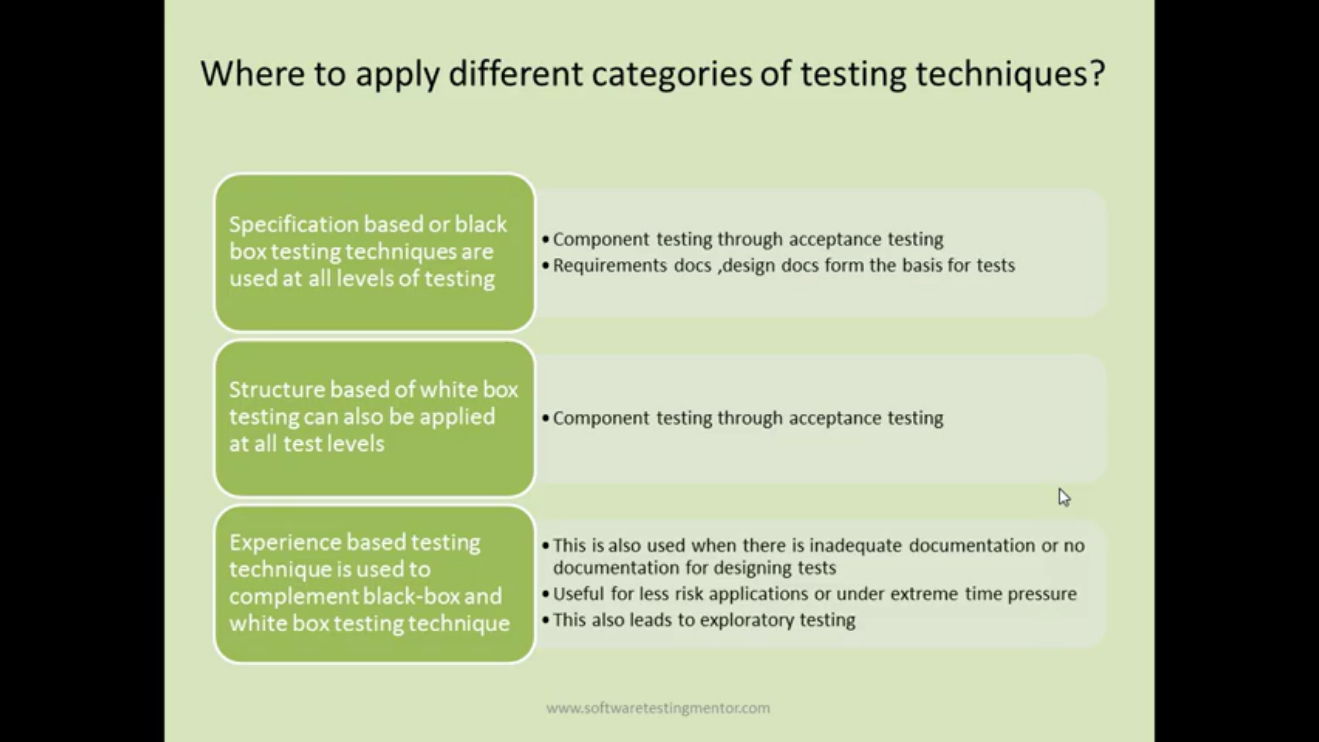 Where to apply different categories of testing techniques?
Specification based or black
box testing techniques are
used at all levels of testing
• Component testing through acceptance testing
• Requirements docs ,design docs form the basis for tests
Structure based of white box
testing can also be applied
at all test levels
• Component testing through acceptance testing
Experience based testing
technique is used to
complement black-box and
white box testing technique
• This is also used when there is inadequate documentation or no
documentation for designing tests
• Useful for less risk applications or under extreme time pressure
• This also leads to exploratory testing
www.softwaretestingmentor.com